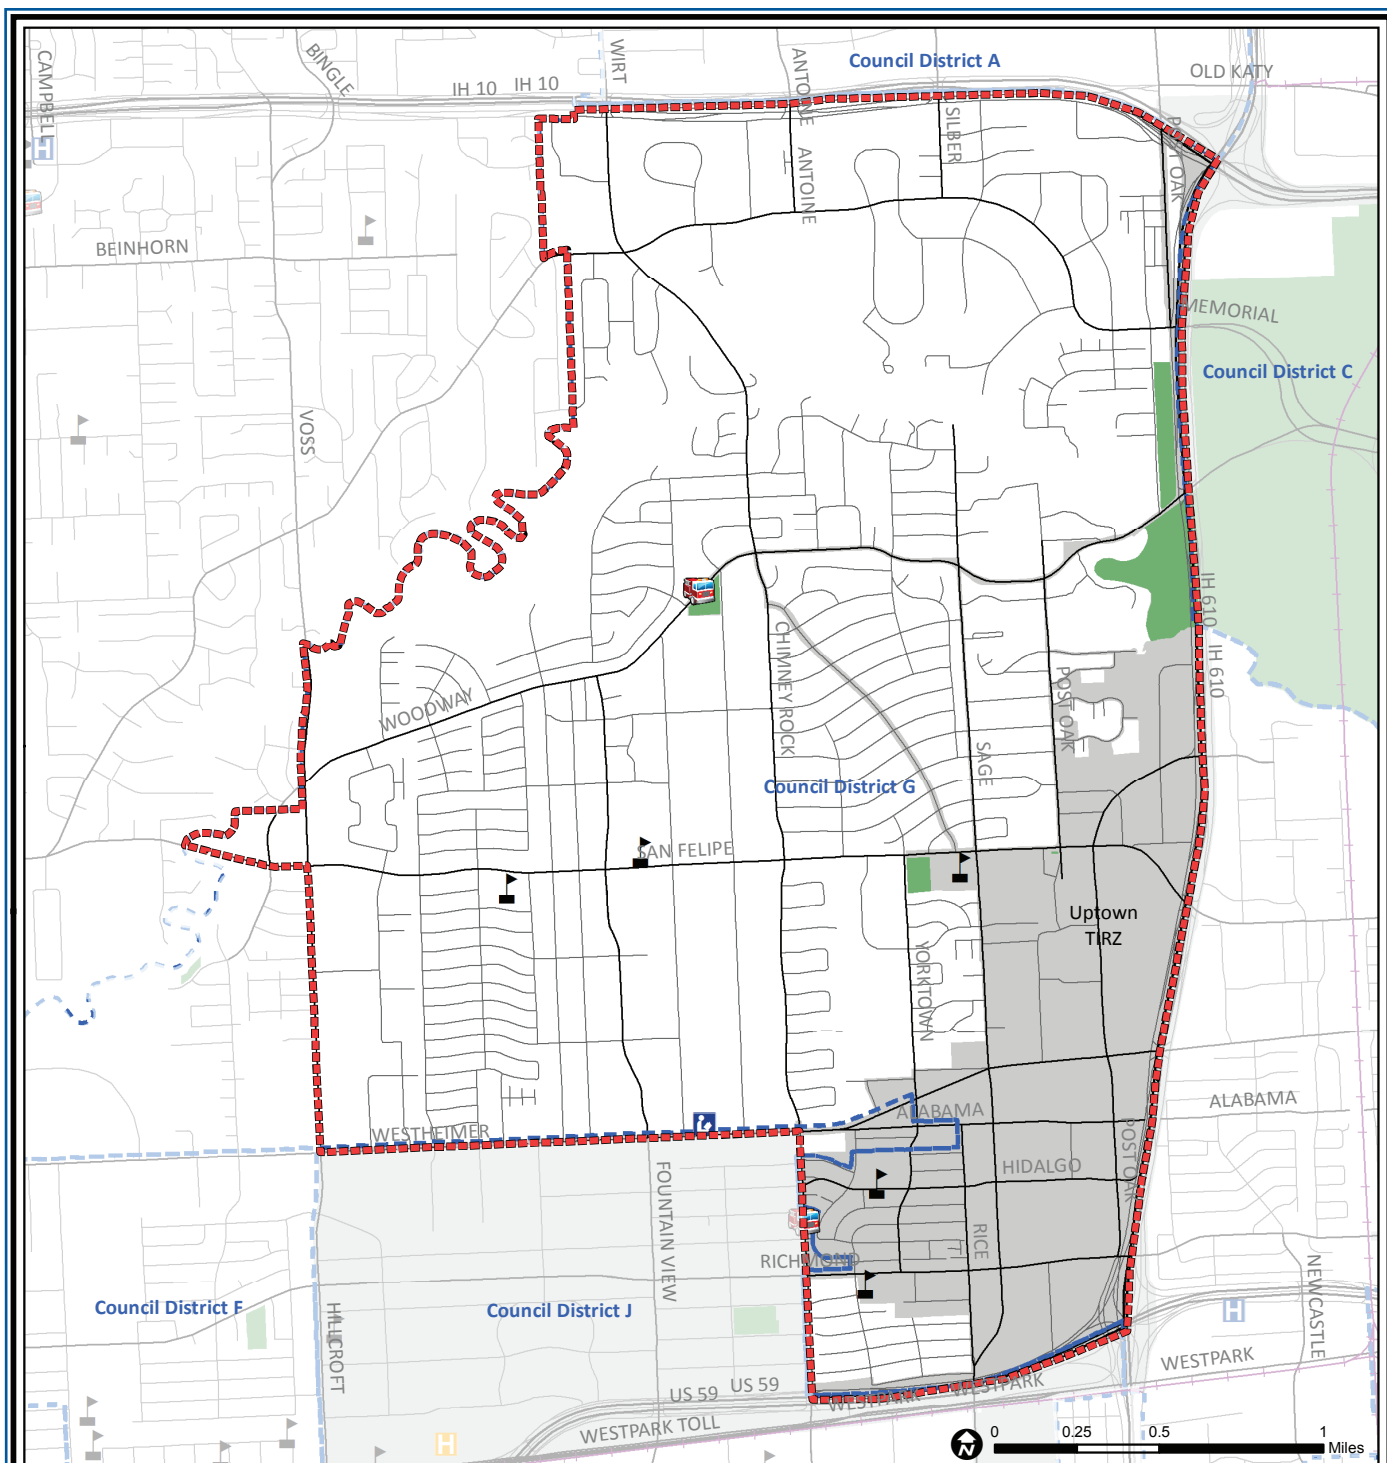 Council District A
OLD KATY
CAMPBELL
BINGLE
IH 10
IH 10
WIRT
ANTOINE
ANTOINE
SILBER
POST OAK
H
BEINHORN
MEMORIAL
Council District C
VOSS
IH 610
IH 610
CHIMNEY ROCK
POST OAK
WOODWAY
SAGE
Council District G
SAN FELIPE
Uptown
TIRZ
YORKTOWN
ALABAMA
ALABAMA
WESTHEIMER
POST OAK
HIDALGO
FOUNTAIN VIEW
RICE
RICHMOND
NEWCASTLE
Council District F
Council District J
HILLCROFT
H
WESTPARK
US 59
US 59
WESTPARK
WESTPARK
WESTPARK TOLL
H
N
0
0.25
0.5
1
Miles